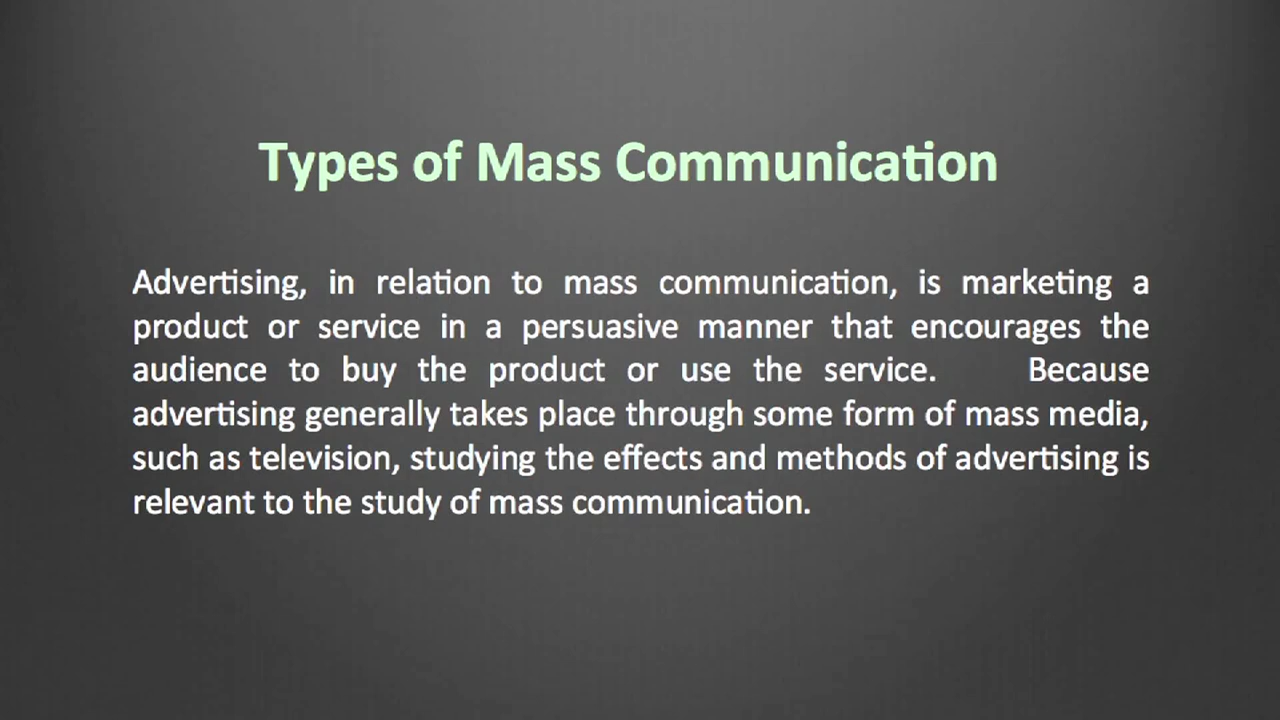 Types of Mass Communication
Advertising, in relation to mass communication, is marketing a
product or service in a persuasive manner that encourages the
audience to buy the product or use the service. Because
advertising generally takes place through some form of mass media,
such as television, studying the effects and methods of advertising is
relevant to the study of mass communication.